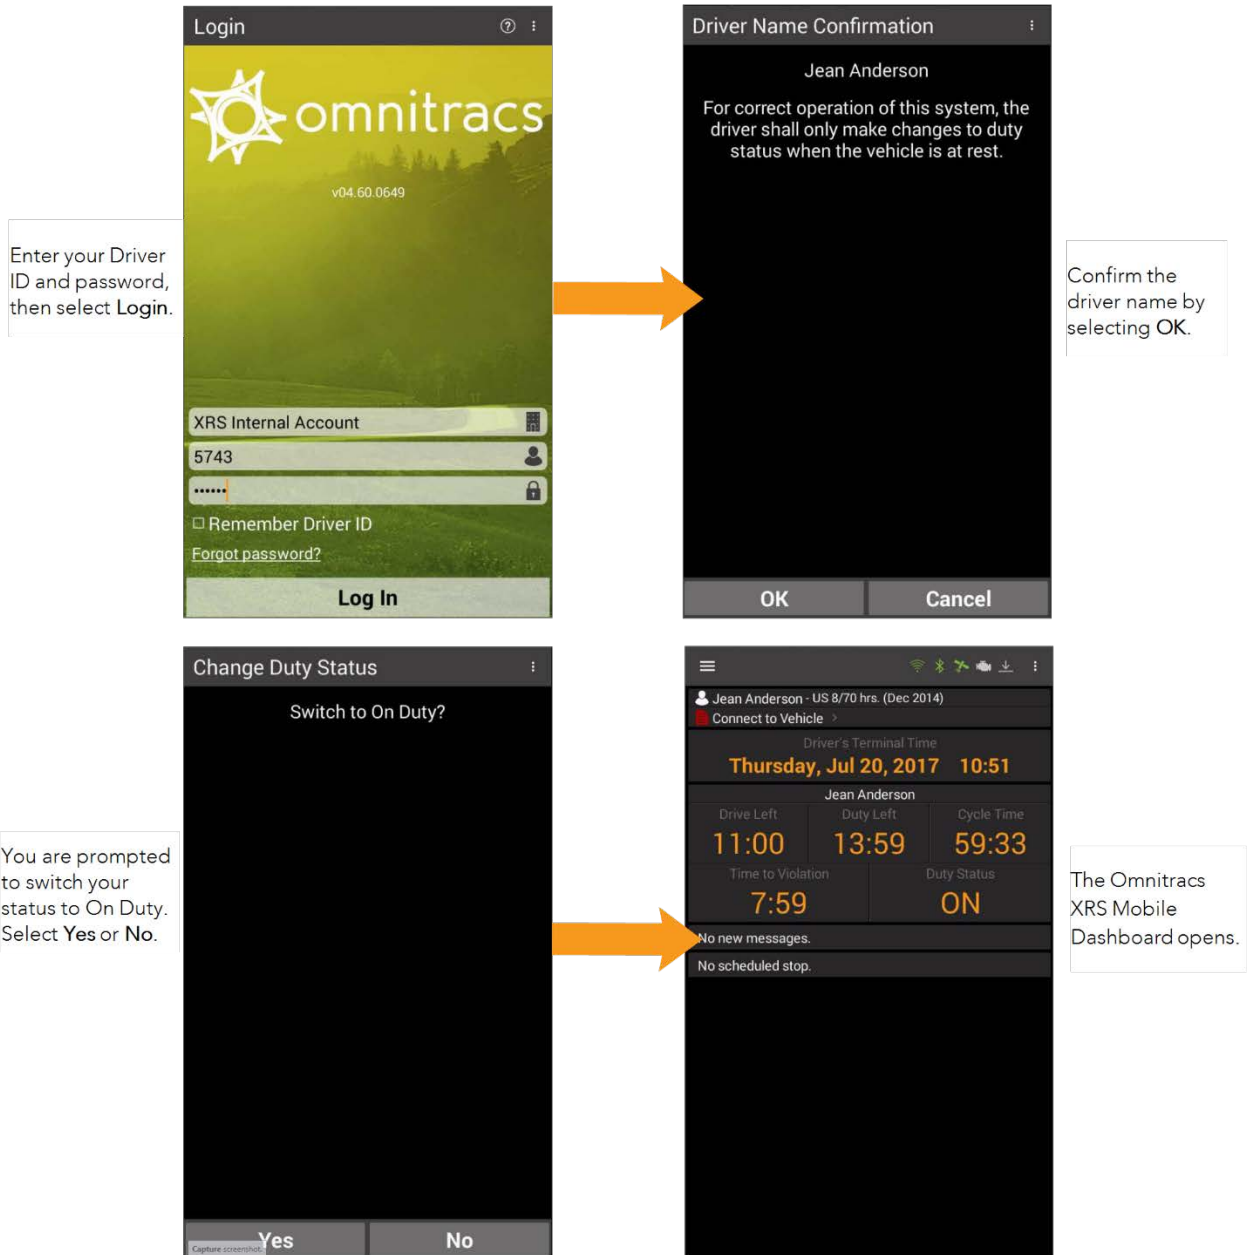 Login
omnitracs
v04.60.0649
Enter your Driver
ID and password,
then select Login.
XRS Internal Account
5743
••••••
Remember Driver ID
Forgot password?
Log In
Driver Name Confirmation
Jean Anderson
For correct operation of this system, the
driver shall only make changes to duty
status when the vehicle is at rest.
Confirm the
driver name by
selecting OK.
OK Cancel
Change Duty Status
Switch to On Duty?
You are prompted
to switch your
status to On Duty.
Select Yes or No.
Yes No
Capture screenshot.
Jean Anderson - US 8/70 hrs. (Dec 2014)
Connect to Vehicle >
Driver's Terminal Time
Thursday, Jul 20, 2017 10:51
Jean Anderson
Drive Left Duty Left Cycle Time
11:00 13:59 59:33
Time to Violation Duty Status
7:59 ON
No new messages.
No scheduled stop.
The Omnitracs
XRS Mobile
Dashboard opens.